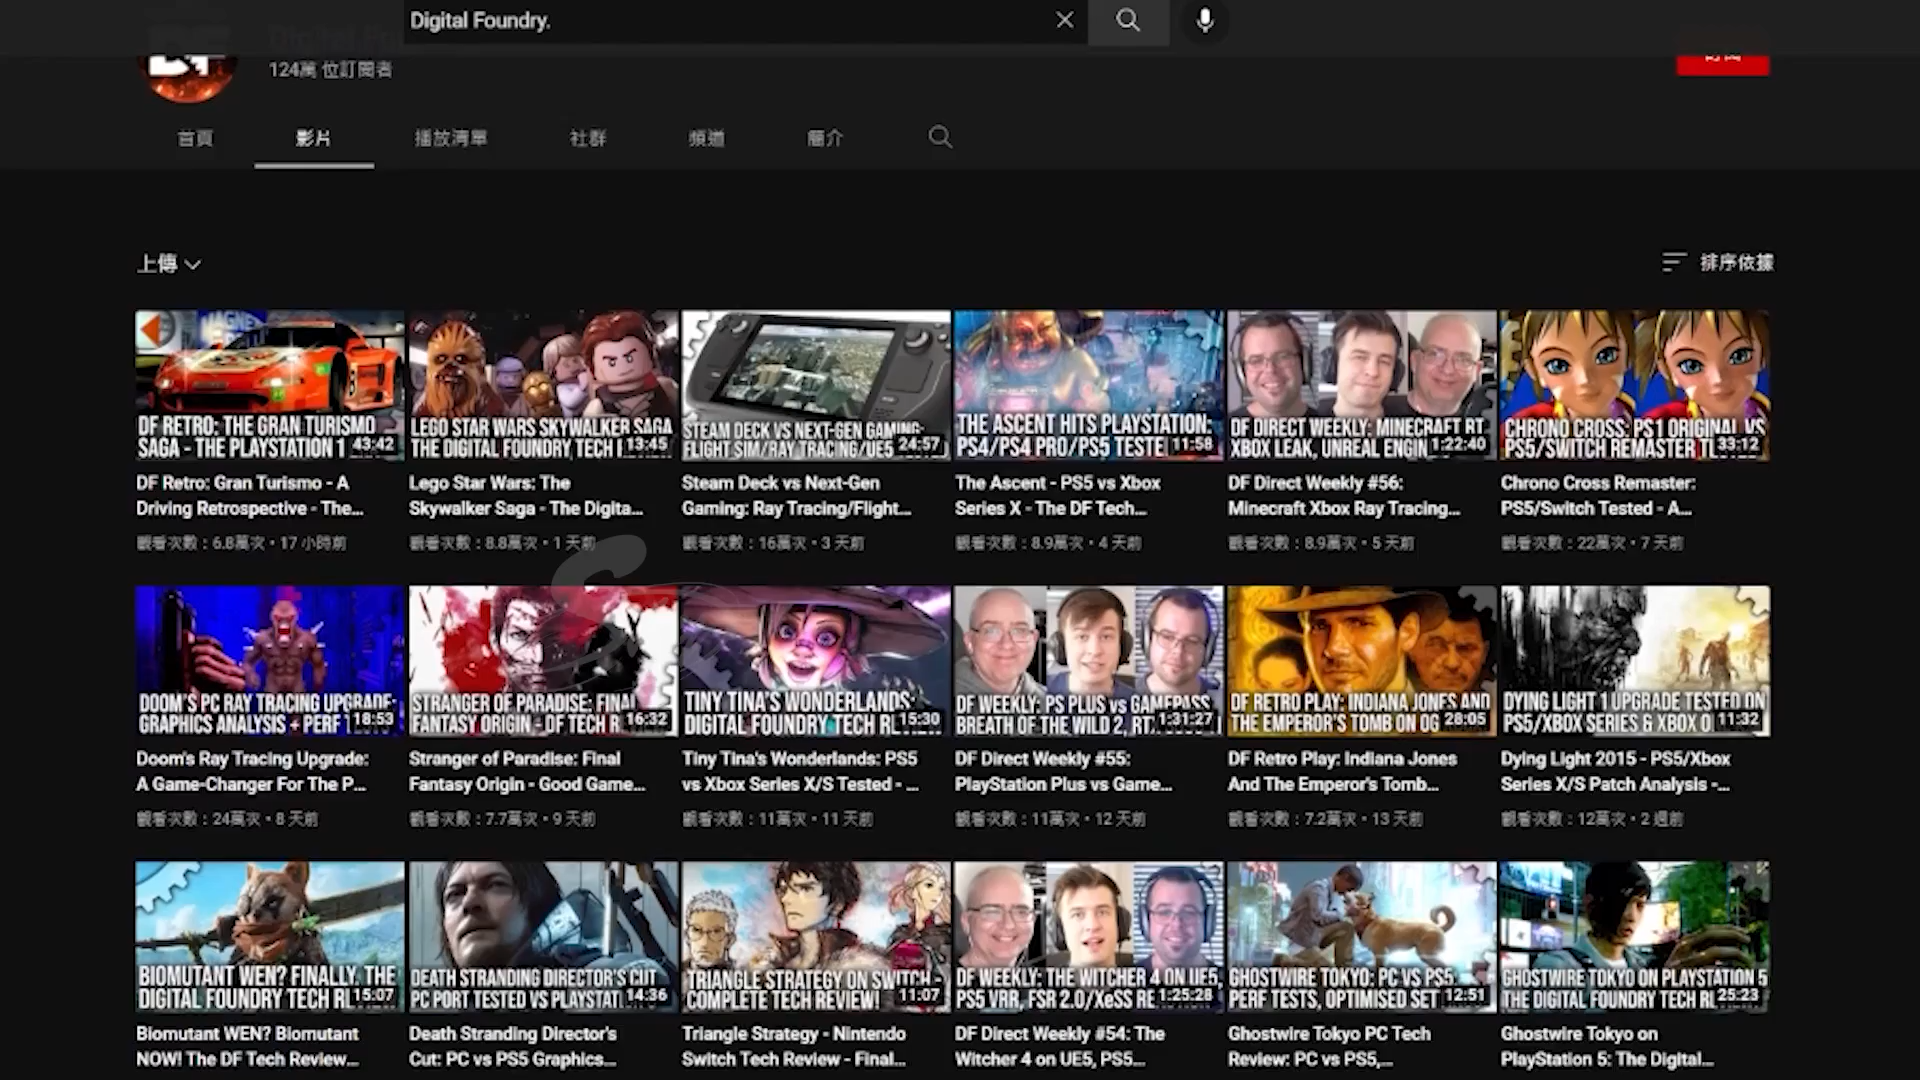 Digital Foundry.
124萬 位訂閱者
首頁
影片
播放清單
社群
頻道
簡介
上傳
排序依據
DF RETRO: THE GRAN TURISMO
SAGA - THE PLAYSTATION 1
43:42
LEGO STAR WARS SKYWALKER SAGA
THE DIGITAL FOUNDRY TECH
13:45
STEAM DECK VS NEXT-GEN GAMING:
FLIGHT SIM/RAY TRACING/UE5
24:57
THE ASCENT HITS PLAYSTATION:
PS4/PS4 PRO/PS5 TESTE
11:58
DF DIRECT WEEKLY: MINECRAFT RT
XBOX LEAK, UNREAL ENGIN
1:22:40
CHRONO CROSS: PS1 ORIGINAL VS
PS5/SWITCH REMASTER
33:12
DF Retro: Gran Turismo - A
Driving Retrospective - The...
Lego Star Wars: The
Skywalker Saga - The Digita...
Steam Deck vs Next-Gen
Gaming: Ray Tracing/Flight...
The Ascent - PS5 vs Xbox
Series X - The DF Tech...
DF Direct Weekly #56:
Minecraft Xbox Ray Tracing...
Chrono Cross Remaster:
PS5/Switch Tested - A...
觀看次數：6.8萬次・17 小時前
觀看次數：8.8萬次・1 天前
觀看次數：16萬次・3 天前
觀看次數：8.9萬次・4 天前
觀看次數：8.9萬次・5 天前
觀看次數：22萬次・7 天前
DOOM'S PC RAY TRACING UPGRADE:
GRAPHICS ANALYSIS + PERF
18:53
STRANGER OF PARADISE: FINAL
FANTASY ORIGIN - DF TECH R
16:32
TINY TINA'S WONDERLANDS:
DIGITAL FOUNDRY TECH
15:30
DF WEEKLY: PS PLUS vs GAMEPASS
BREATH OF THE WILD 2, RT
1:31:27
DF RETRO PLAY: INDIANA JONES AND
THE EMPEROR'S TOMB ON OG
28:05
DYING LIGHT 1 UPGRADE TESTED ON
PS5/XBOX SERIES & XBOX O
11:32
Doom's Ray Tracing Upgrade:
A Game-Changer For The P...
Stranger of Paradise: Final
Fantasy Origin - Good Game...
Tiny Tina's Wonderlands: PS5
vs Xbox Series X/S Tested - ...
DF Direct Weekly #55:
PlayStation Plus vs Game...
DF Retro Play: Indiana Jones
And The Emperor's Tomb...
Dying Light 2015 - PS5/Xbox
Series X/S Patch Analysis -...
觀看次數：24萬次・8 天前
觀看次數：7.7萬次・9 天前
觀看次數：11萬次・11 天前
觀看次數：11萬次・12 天前
觀看次數：7.2萬次・13 天前
觀看次數：12萬次・2 週前
BIOMUTANT WEN? FINALLY. THE
DIGITAL FOUNDRY TECH
15:07
DEATH STRANDING DIRECTOR'S CUT
PC PORT TESTED VS PLAYSTATI
14:36
TRIANGLE STRATEGY ON SWITCH -
COMPLETE TECH REVIEW!
11:07
DF WEEKLY: THE WITCHER 4 ON UE5,
PS5 VRR, FSR 2.0/XeSS RE
1:25:28
GHOSTWIRE TOKYO: PC VS PS5,
PERF TESTS, OPTIMISED SET
12:51
GHOSTWIRE TOKYO ON PLAYSTATION 5
THE DIGITAL FOUNDRY TECH
25:23
Biomutant WEN? Biomutant
NOW! The DF Tech Review...
Death Stranding Director's
Cut: PC vs PS5 Graphics...
Triangle Strategy - Nintendo
Switch Tech Review - Final...
DF Direct Weekly #54: The
Witcher 4 on UE5, PS5...
Ghostwire Tokyo PC Tech
Review: PC vs PS5,...
Ghostwire Tokyo on
PlayStation 5: The Digital...